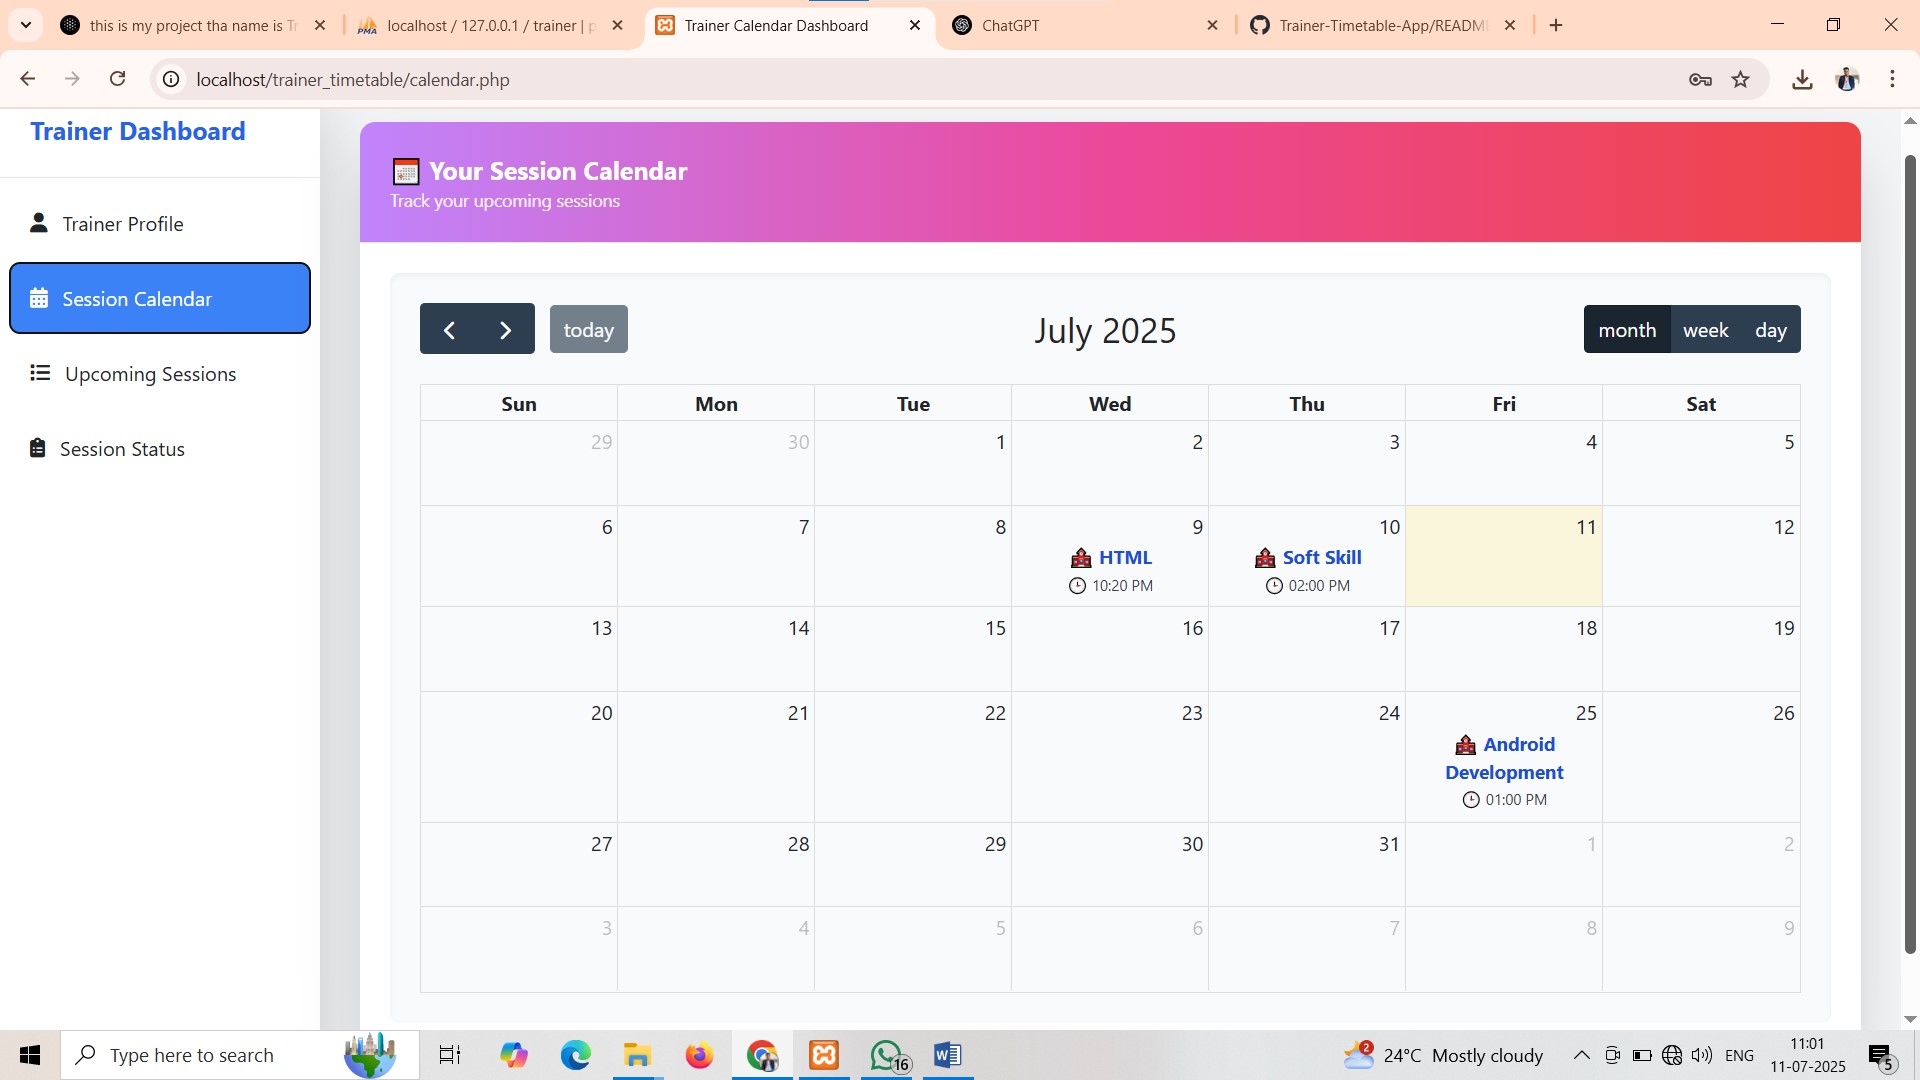 this is my project tha name is Tr
PMA
localhost / 127.0.0.1 / trainer | p
Trainer Calendar Dashboard
ChatGPT
Trainer-Timetable-App/READM
localhost/trainer_timetable/calendar.php
Trainer Dashboard
Trainer Profile
Session Calendar
Upcoming Sessions
Session Status
Your Session Calendar
Track your upcoming sessions
today
July 2025
month week day
Sun Mon Tue Wed Thu Fri Sat
29 30 1 2 3 4 5
6 7 8 9 10 11 12
HTML Soft Skill
10:20 PM 02:00 PM
13 14 15 16 17 18 19
20 21 22 23 24 25 26
Android
Development
01:00 PM
27 28 29 30 31 1 2
3 4 5 6 7 8 9
Type here to search
16
2
24°C Mostly cloudy
ENG
11:01
11-07-2025
5